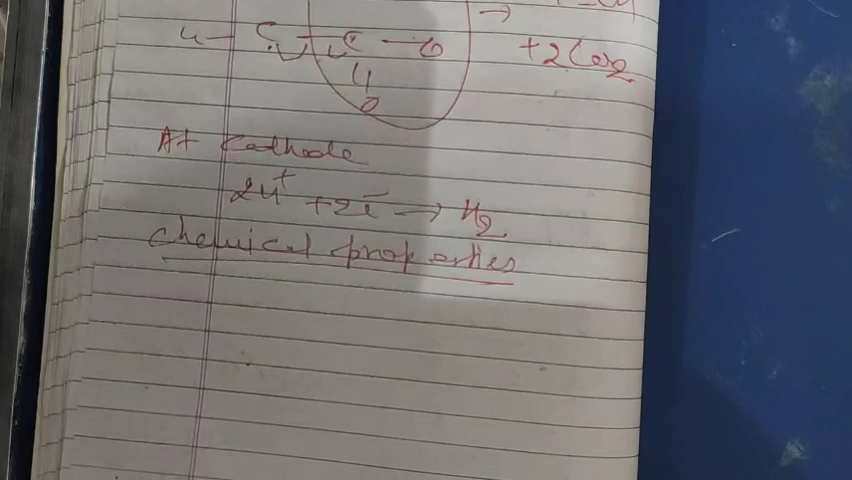 H — C — C — O → + 2CO2
||
O
At Cathode
2H+ + 2e- → H2
Chemical properties